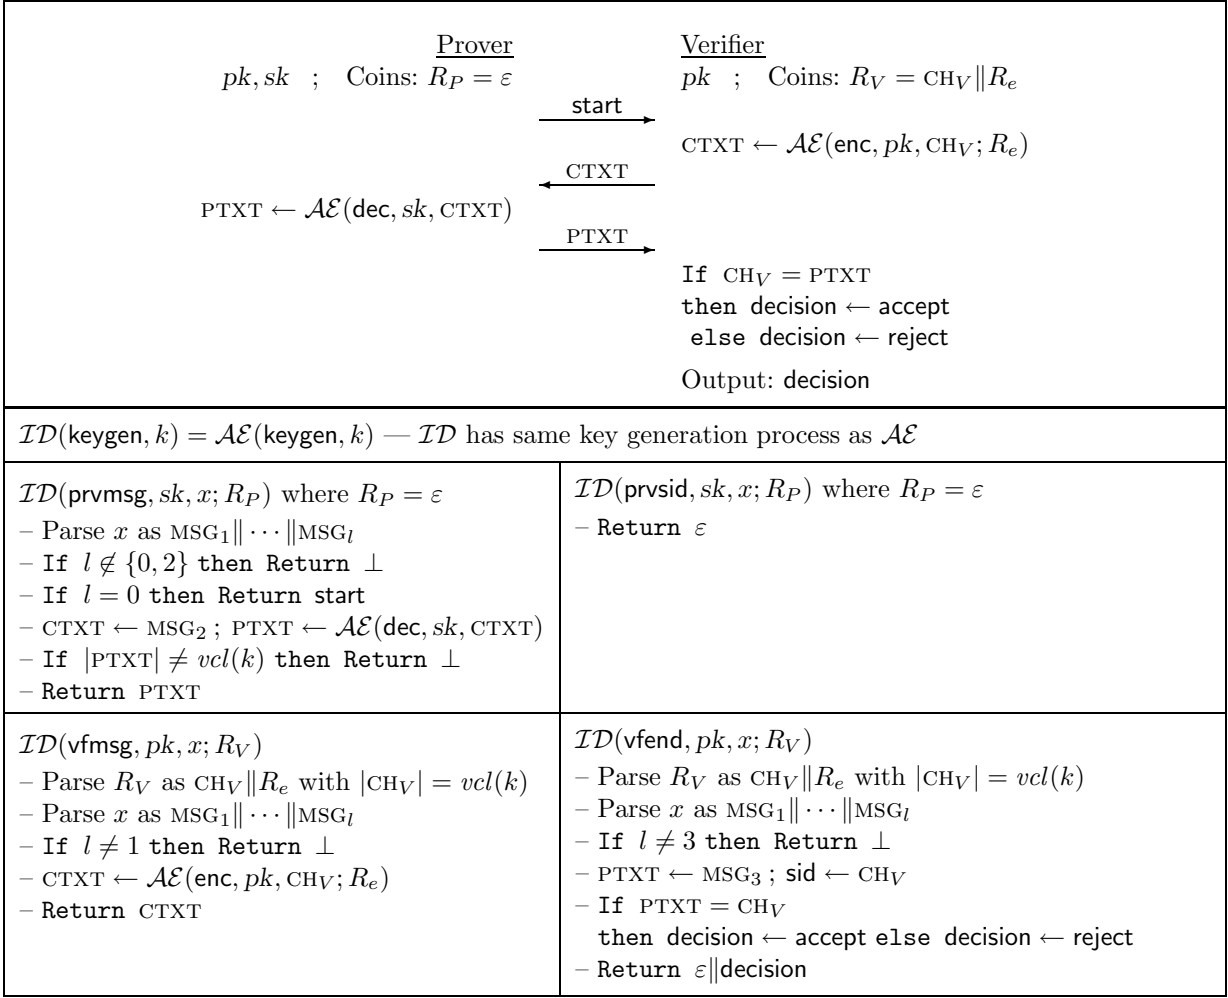 Prover
pk, sk ; Coins: R_P = ε
Verifier
pk ; Coins: R_V = CH_V‖R_e
start
CTXT ← 𝒜ℰ(enc, pk, CH_V; R_e)
CTXT
PTXT ← 𝒜ℰ(dec, sk, CTXT)
PTXT
If CH_V = PTXT
then decision ← accept
else decision ← reject
Output: decision
ℐ𝒟(keygen, k) = 𝒜ℰ(keygen, k) — ℐ𝒟 has same key generation process as 𝒜ℰ
ℐ𝒟(prvmsg, sk, x; R_P) where R_P = ε
– Parse x as MSG_1‖ ··· ‖MSG_l
– If l ∉ {0, 2} then Return ⊥
– If l = 0 then Return start
– CTXT ← MSG_2 ; PTXT ← 𝒜ℰ(dec, sk, CTXT)
– If |PTXT| ≠ vcl(k) then Return ⊥
– Return PTXT
ℐ𝒟(prvsid, sk, x; R_P) where R_P = ε
– Return ε
ℐ𝒟(vfmsg, pk, x; R_V)
– Parse R_V as CH_V‖R_e with |CH_V| = vcl(k)
– Parse x as MSG_1‖ ··· ‖MSG_l
– If l ≠ 1 then Return ⊥
– CTXT ← 𝒜ℰ(enc, pk, CH_V; R_e)
– Return CTXT
ℐ𝒟(vfend, pk, x; R_V)
– Parse R_V as CH_V‖R_e with |CH_V| = vcl(k)
– Parse x as MSG_1‖ ··· ‖MSG_l
– If l ≠ 3 then Return ⊥
– PTXT ← MSG_3 ; sid ← CH_V
– If PTXT = CH_V
then decision ← accept else decision ← reject
– Return ε‖decision